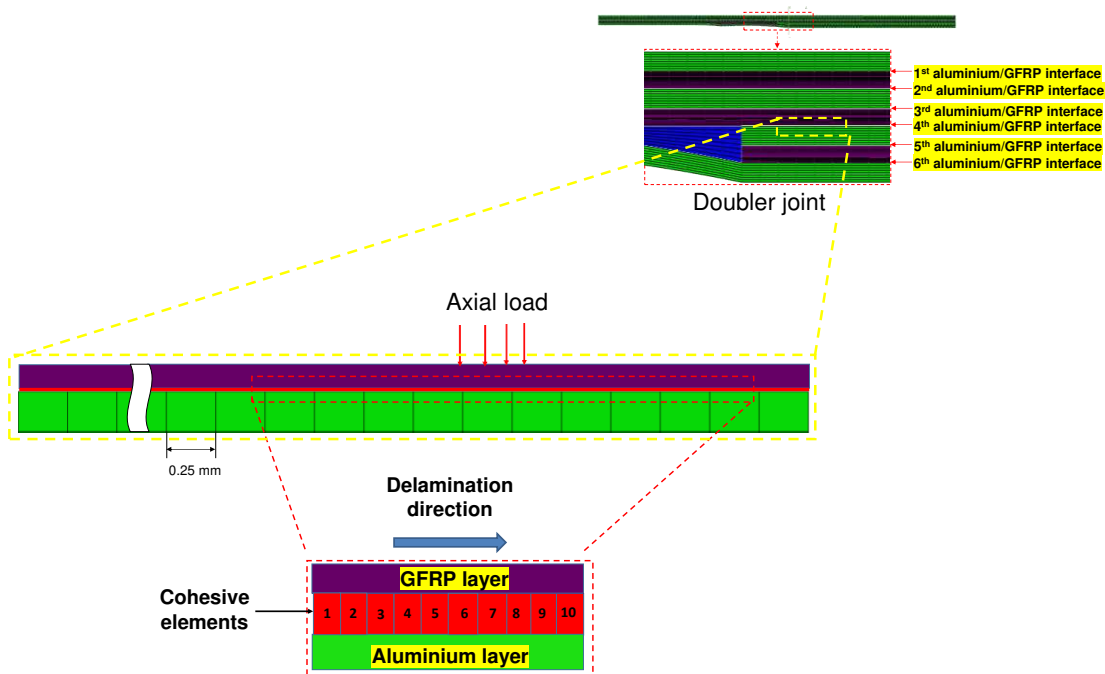 1st aluminium/GFRP interface
2nd aluminium/GFRP interface
3rd aluminium/GFRP interface
4th aluminium/GFRP interface
5th aluminium/GFRP interface
6th aluminium/GFRP interface
Doubler joint
Axial load
0.25 mm
Delamination
direction
GFRP layer
Cohesive
elements
1 2 3 4 5 6 7 8 9 10
Aluminium layer